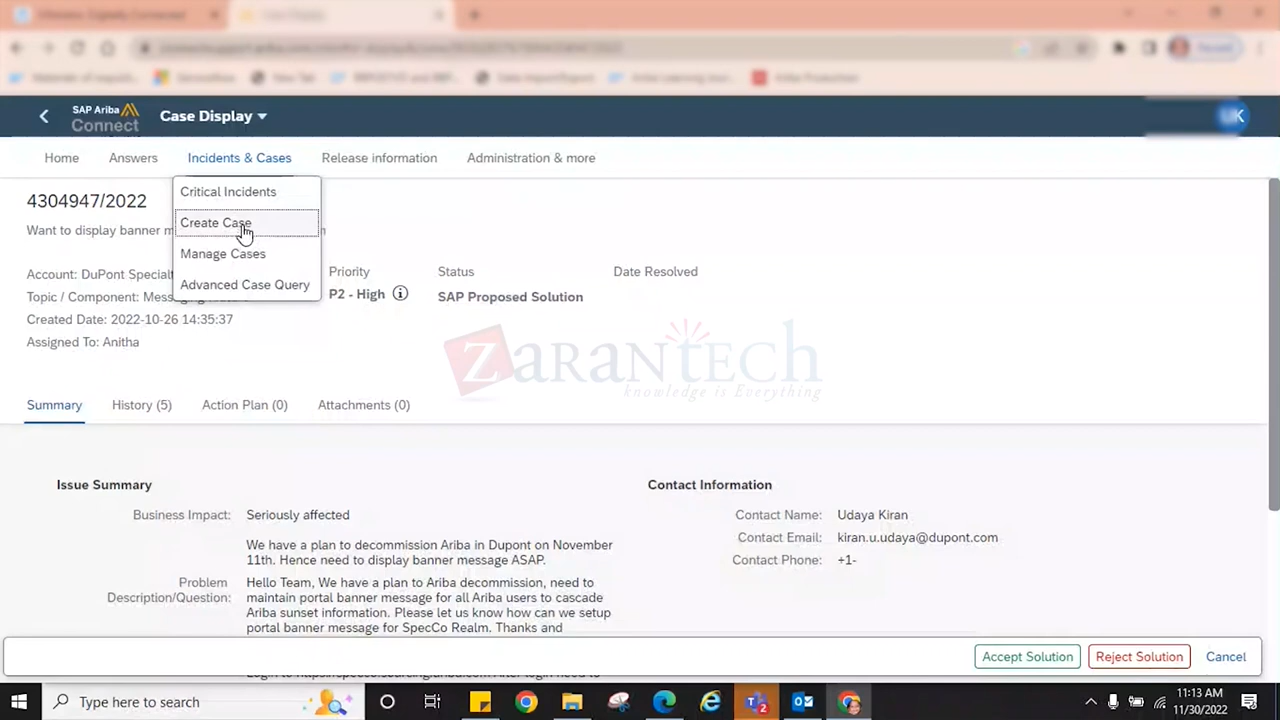 SAP Ariba
Connect
Case Display
UK
Home
Answers
Incidents & Cases
Release information
Administration & more
Critical Incidents
Create Case
Manage Cases
Advanced Case Query
4304947/2022
Want to display banner m
Account: DuPont Special
Topic / Component: Messaging
Created Date: 2022-10-26 14:35:37
Assigned To: Anitha
Priority
P2 - High
Status
SAP Proposed Solution
Date Resolved
zarantech
knowledge is Everything
Summary
History (5)
Action Plan (0)
Attachments (0)
Issue Summary
Business Impact: Seriously affected
We have a plan to decommission Ariba in Dupont on November
11th. Hence need to display banner message ASAP.
Problem Description/Question: Hello Team, We have a plan to Ariba decommission, need to
maintain portal banner message for all Ariba users to cascade
Ariba sunset information. Please let us know how can we setup
portal banner message for SpecCo Realm. Thanks and
Contact Information
Contact Name: Udaya Kiran
Contact Email: kiran.u.udaya@dupont.com
Contact Phone: +1-
Accept Solution
Reject Solution
Cancel
Type here to search
11:13 AM
11/30/2022